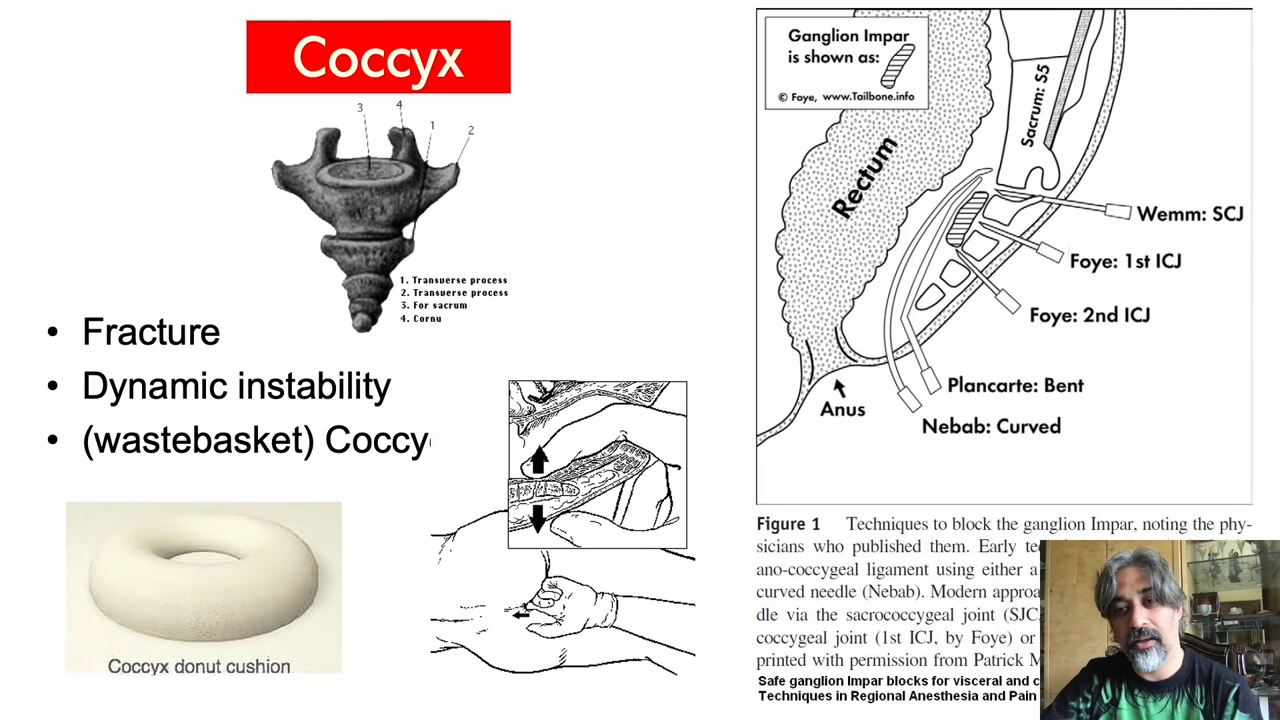 Coccyx
3
4
1
2
1. Transverse process
2. Transverse process
3. For sacrum
4. Cornu
• Fracture
• Dynamic instability
• (wastebasket)
Coccyx donut cushion
Ganglion Impar
is shown as:
© Foye, www.Tailbone.info
Sacrum: S5
Rectum
Wemm: SCJ
Foye: 1st ICJ
Foye: 2nd ICJ
Plancarte: Bent
Anus
Nebab: Curved
Figure 1 Techniques to block the ganglion Impar, noting the phy-
sicians who published them. Early
ano-coccygeal ligament using either a
curved needle (Nebab). Modern
dle via the sacrococcygeal joint (SJC,
coccygeal joint (1st ICJ, by Foye) or
printed with permission from Patrick
Safe ganglion Impar blocks for visceral and
Techniques in Regional Anesthesia and Pain